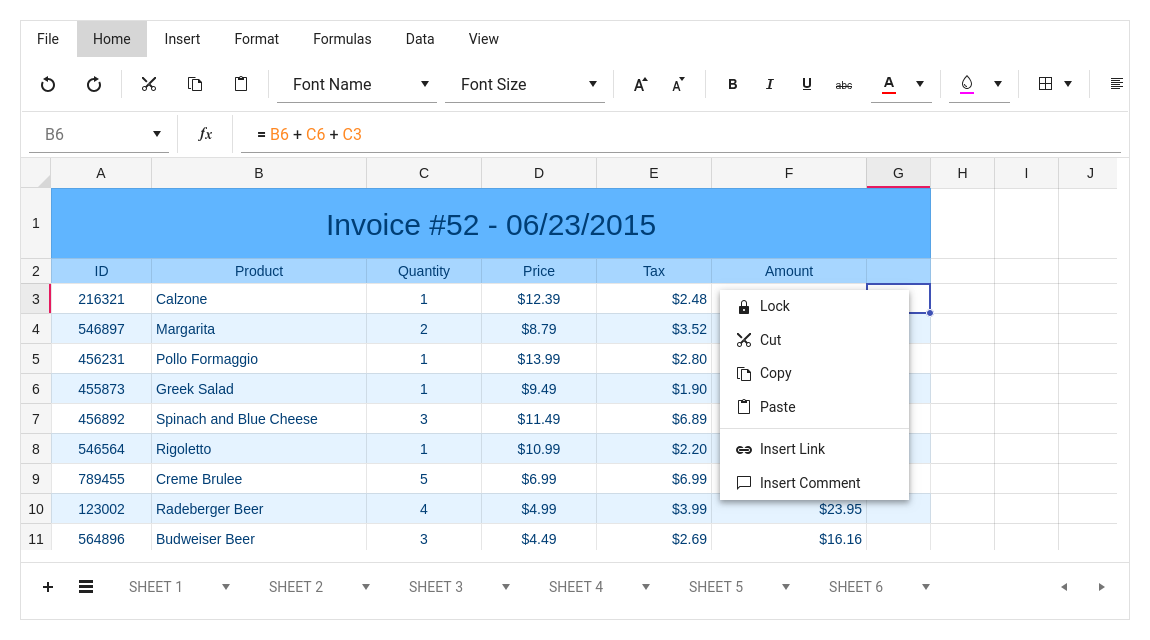 File Home Insert Format Formulas Data View
Font Name Font Size A A B I U abc A
B6 fx = B6 + C6 + C3
A B C D E F G H I J
1 Invoice #52 - 06/23/2015
2 ID Product Quantity Price Tax Amount
3 216321 Calzone 1 $12.39 $2.48
Lock
4 546897 Margarita 2 $8.79 $3.52
Cut
5 456231 Pollo Formaggio 1 $13.99 $2.80
Copy
6 455873 Greek Salad 1 $9.49 $1.90
Paste
7 456892 Spinach and Blue Cheese 3 $11.49 $6.89
8 546564 Rigoletto 1 $10.99 $2.20
Insert Link
9 789455 Creme Brulee 5 $6.99 $6.99
Insert Comment
10 123002 Radeberger Beer 4 $4.99 $3.99 $23.95
11 564896 Budweiser Beer 3 $4.49 $2.69 $16.16
SHEET 1 SHEET 2 SHEET 3 SHEET 4 SHEET 5 SHEET 6